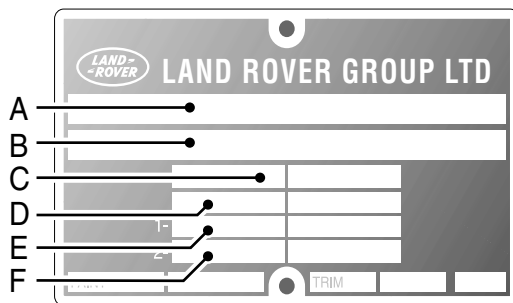 LAND-
-ROVER
LAND ROVER GROUP LTD
A
B
C
D
1-
E
2-
F
TRIM